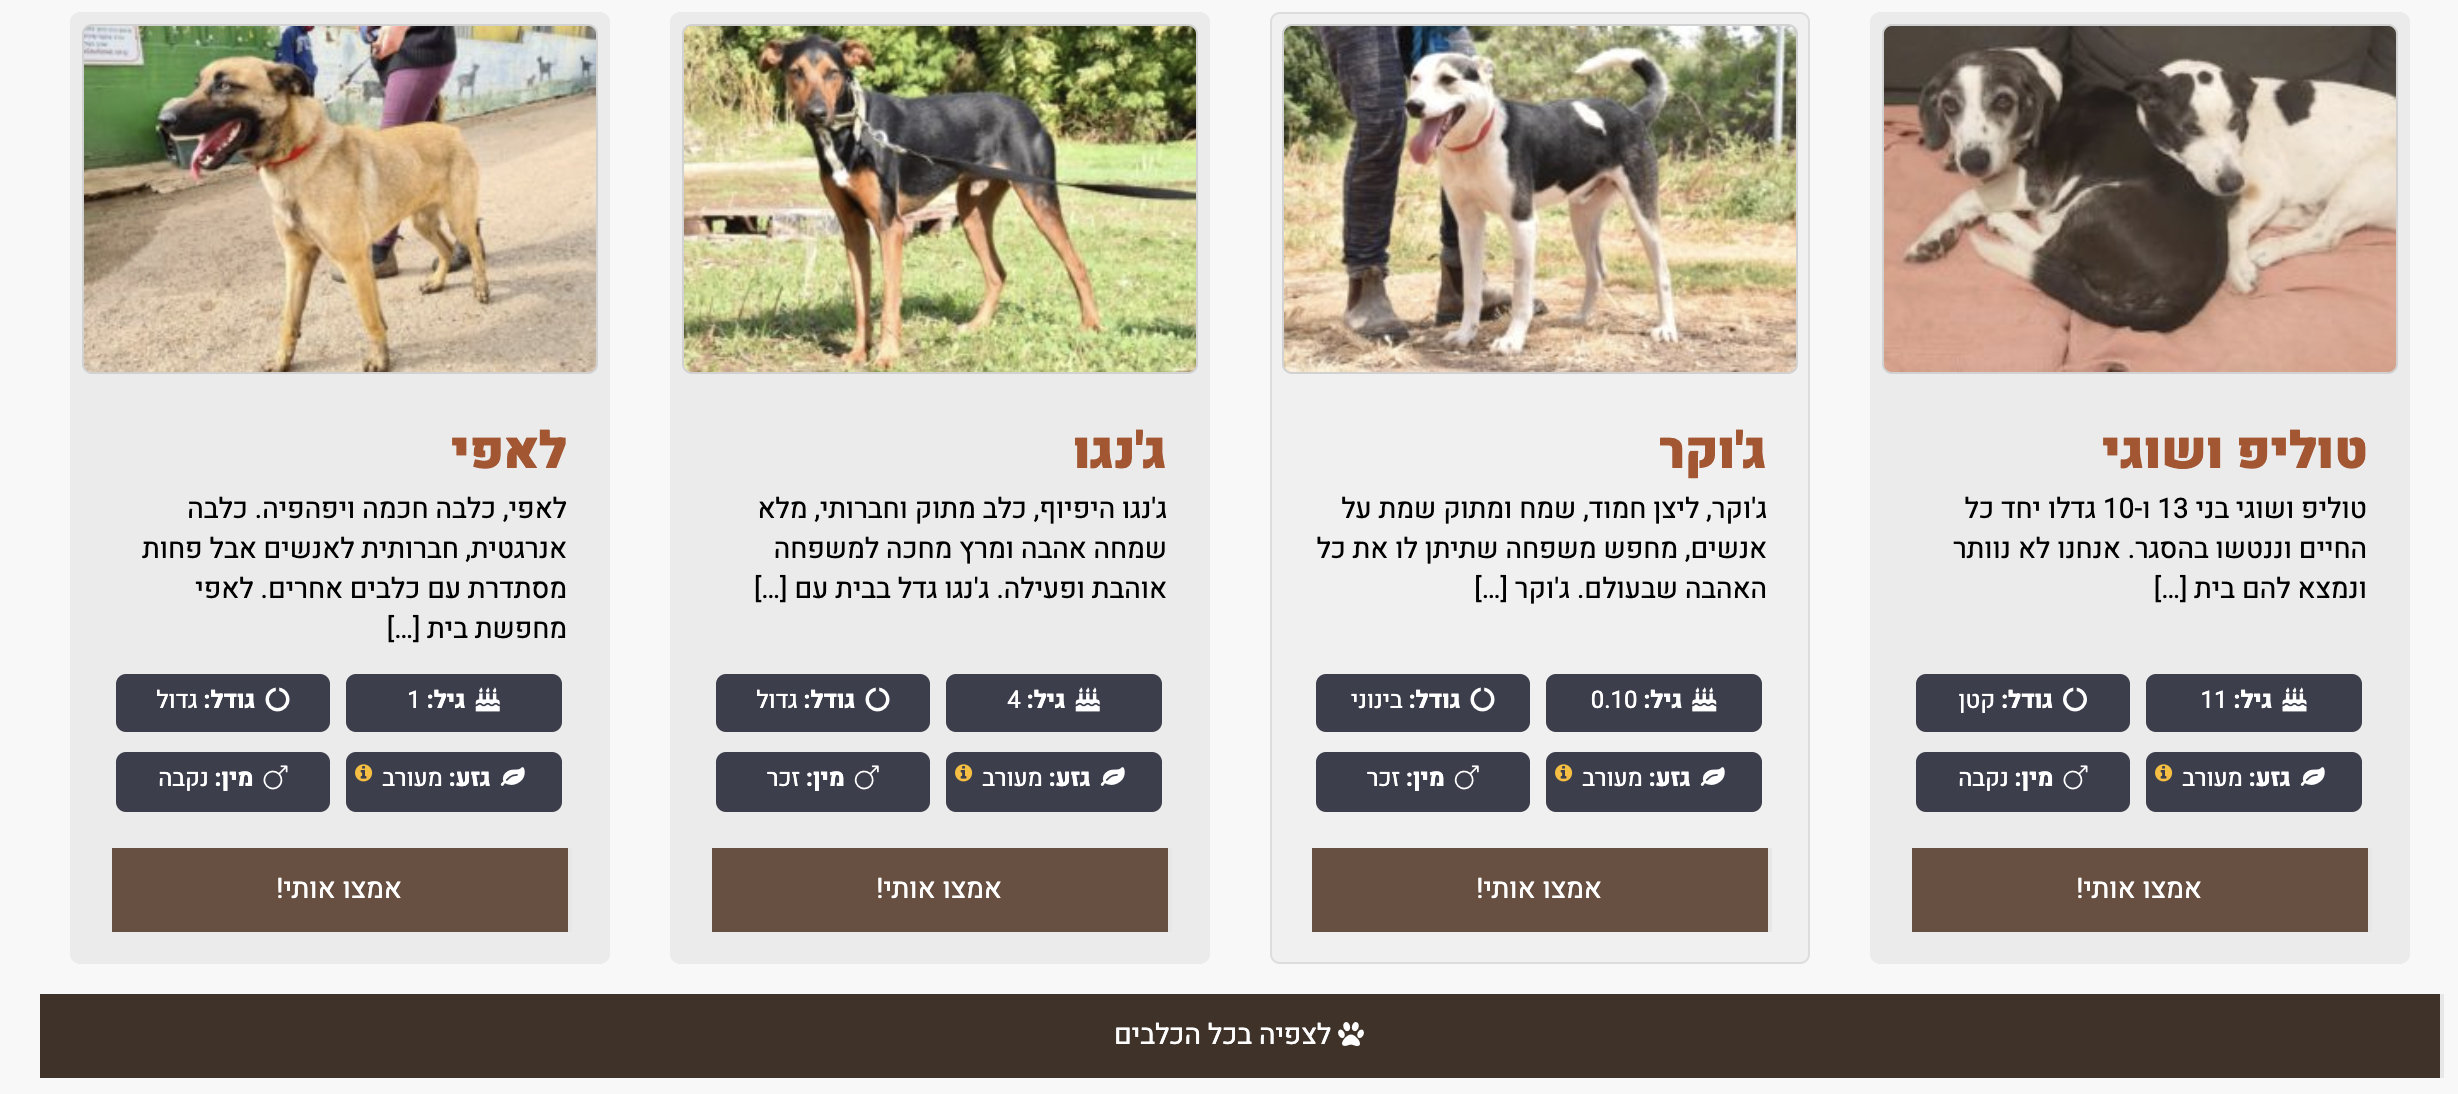 טוליפ ושוגי
טוליפ ושוגי בני 13 ו-10 גדלו יחד כל
החיים וננטשו בהסגר. אנחנו לא נוותר
ונמצא להם בית [...]
גיל: 11
גודל: קטן
גזע: מעורב
מין: נקבה
אמצו אותי!
ג'וקר
ג'וקר, ליצן חמוד, שמח ומתוק שמת על
אנשים, מחפש משפחה שתיתן לו את כל
האהבה שבעולם. ג'וקר [...]
גיל: 0.10
גודל: בינוני
גזע: מעורב
מין: זכר
אמצו אותי!
ג'נגו
ג'נגו היפיוף, כלב מתוק וחברותי, מלא
שמחה אהבה ומרץ מחכה למשפחה
אוהבת ופעילה. ג'נגו גדל בבית עם [...]
גיל: 4
גודל: גדול
גזע: מעורב
מין: זכר
אמצו אותי!
לאפי
לאפי, כלבה חכמה ויפהפיה. כלבה
אנרגטית, חברותית לאנשים אבל פחות
מסתדרת עם כלבים אחרים. לאפי
מחפשת בית [...]
גיל: 1
גודל: גדול
גזע: מעורב
מין: נקבה
אמצו אותי!
לצפיה בכל הכלבים